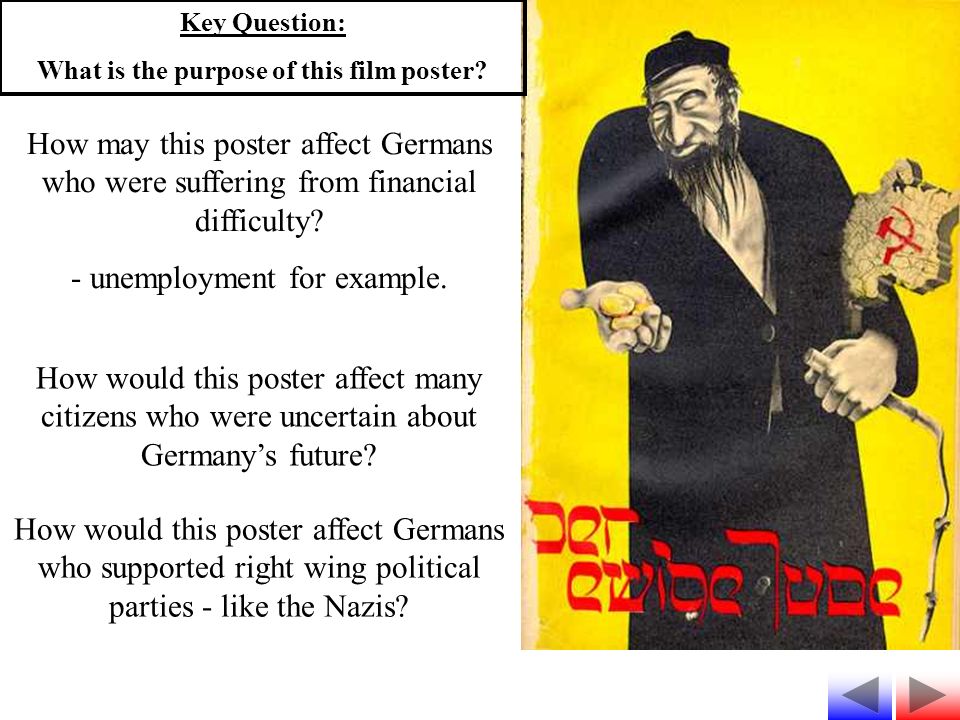 Key Question:
What is the purpose of this film poster?
How may this poster affect Germans
who were suffering from financial
difficulty?
- unemployment for example.
How would this poster affect many
citizens who were uncertain about
Germany’s future?
How would this poster affect Germans
who supported right wing political
parties - like the Nazis?
Der
ewige Jude